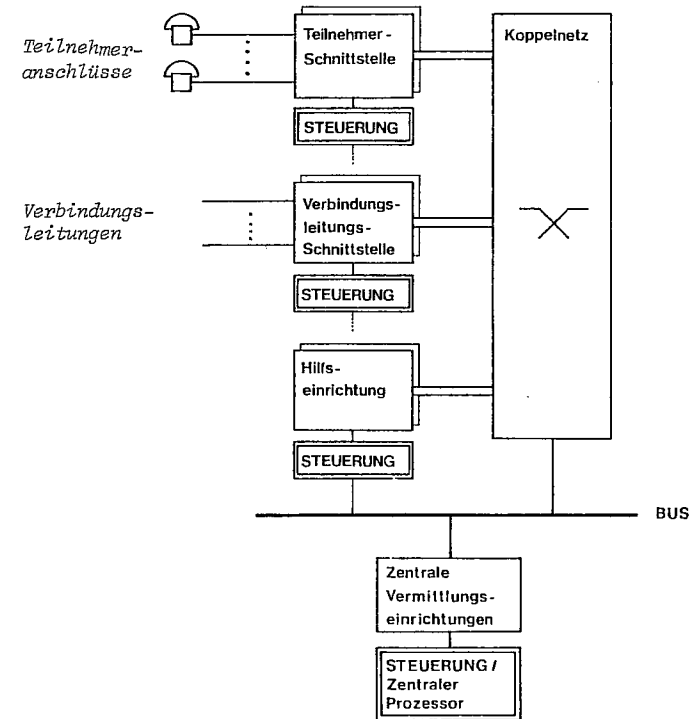 Teilnehmer-
anschlüsse
Teilnehmer-
Schnittstelle
STEUERUNG
Koppelnetz
Verbindungs-
leitungen
Verbindungs-
leitungs-
Schnittstelle
STEUERUNG
Hilfs-
einrichtung
STEUERUNG
BUS
Zentrale
Vermittlungs-
einrichtungen
STEUERUNG /
Zentraler
Prozessor